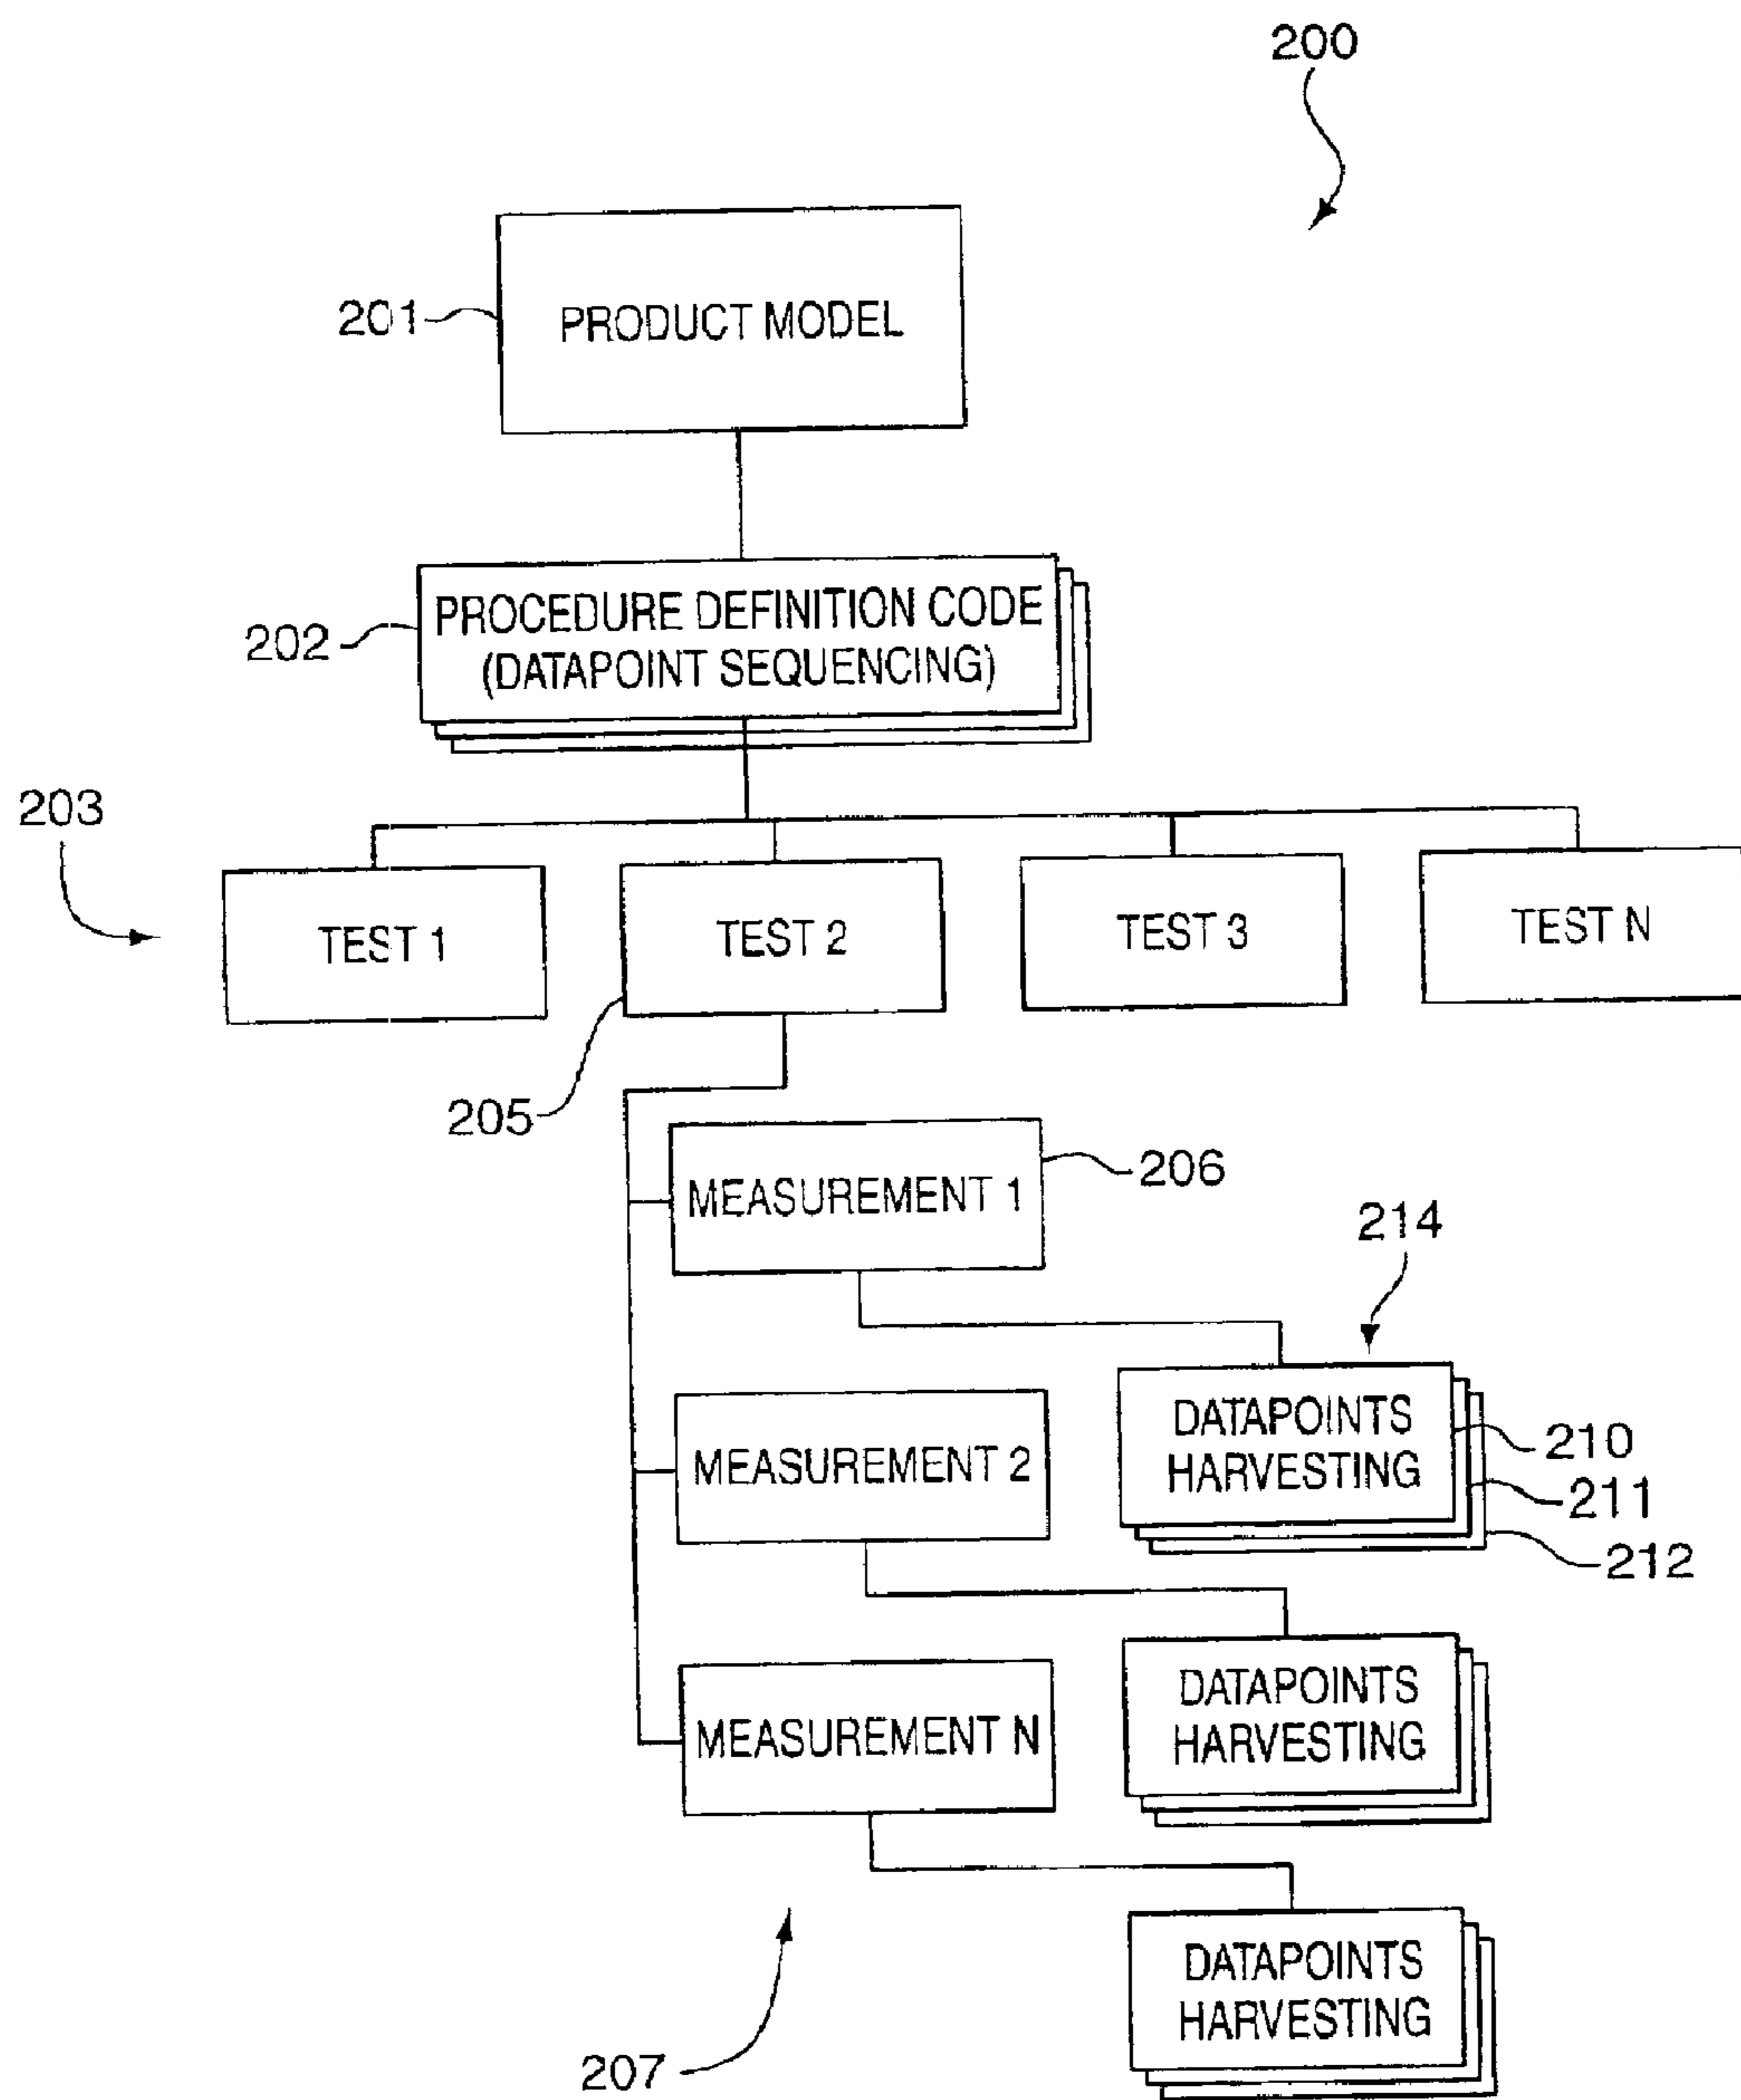 200
201
PRODUCT MODEL
202
PROCEDURE DEFINITION CODE
(DATAPOINT SEQUENCING)
203
TEST 1
TEST 2
TEST 3
TEST N
205
MEASUREMENT 1
206
214
DATAPOINTS
HARVESTING
210
211
212
MEASUREMENT 2
DATAPOINTS
HARVESTING
MEASUREMENT N
DATAPOINTS
HARVESTING
207